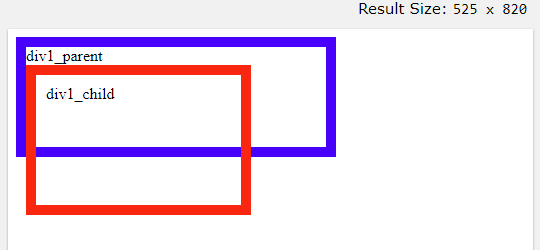 Result Size: 525 x 820
div1_parent
div1_child